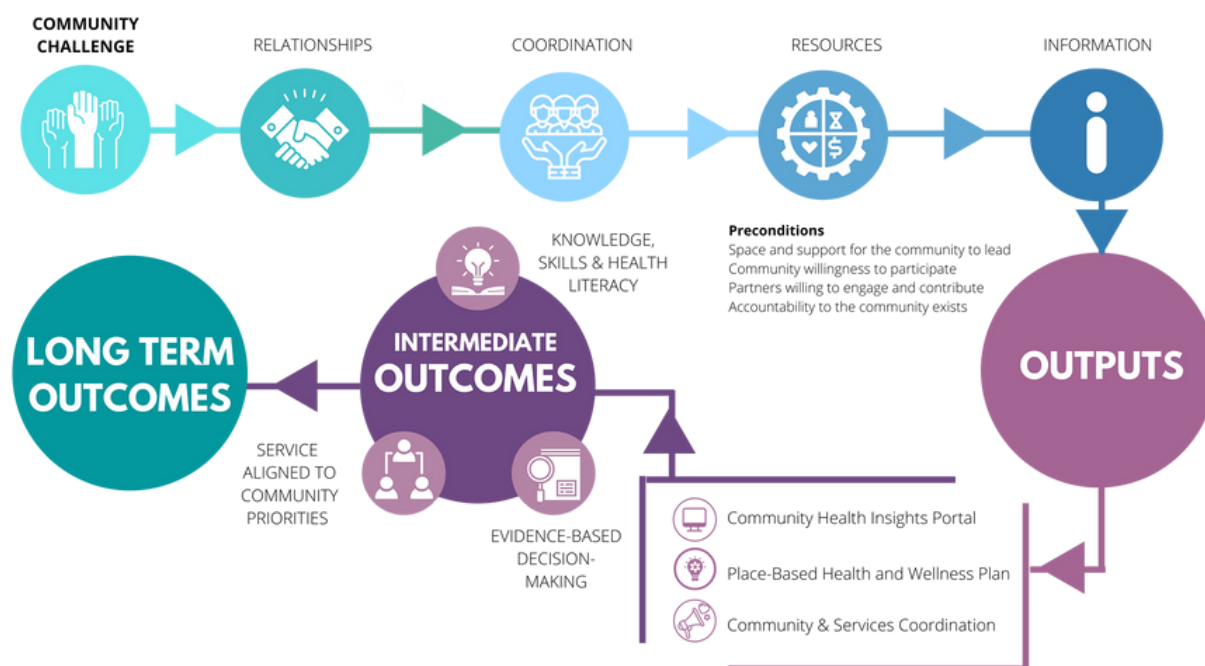 COMMUNITY
CHALLENGE
RELATIONSHIPS
COORDINATION
RESOURCES
INFORMATION
Preconditions
Space and support for the community to lead
Community willingness to participate
Partners willing to engage and contribute
Accountability to the community exists
OUTPUTS
Community Health Insights Portal
Place-Based Health and Wellness Plan
Community & Services Coordination
KNOWLEDGE,
SKILLS & HEALTH
LITERACY
INTERMEDIATE
OUTCOMES
EVIDENCE-BASED
DECISION-
MAKING
SERVICE
ALIGNED TO
COMMUNITY
PRIORITIES
LONG TERM
OUTCOMES